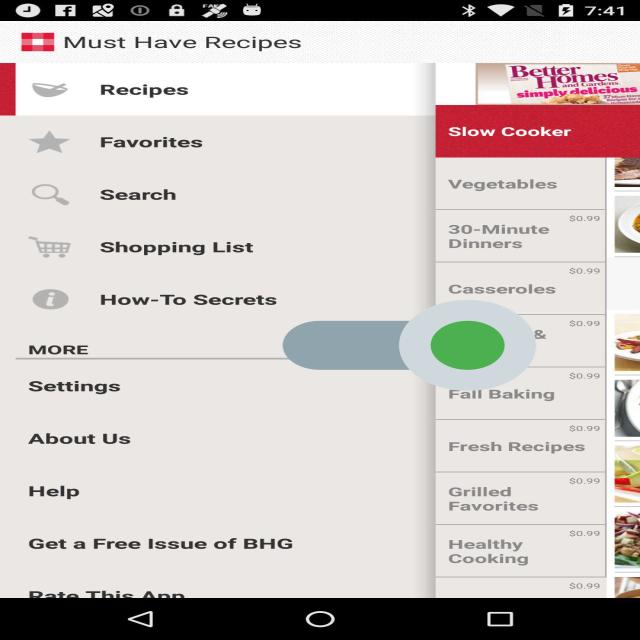 7:41
Must Have Recipes
Recipes
Favorites
Search
Shopping List
How-To Secrets
MORE
Settings
About Us
Help
Get a Free Issue of BHG
Rate This App
Better
Homes
and Gardens
simply delicious
Slow Cooker
Vegetables
$0.99
30-Minute
Dinners
$0.99
Casseroles
$0.99
&
$0.99
Fall Baking
$0.99
Fresh Recipes
$0.99
Grilled
Favorites
$0.99
Healthy
Cooking
$0.99